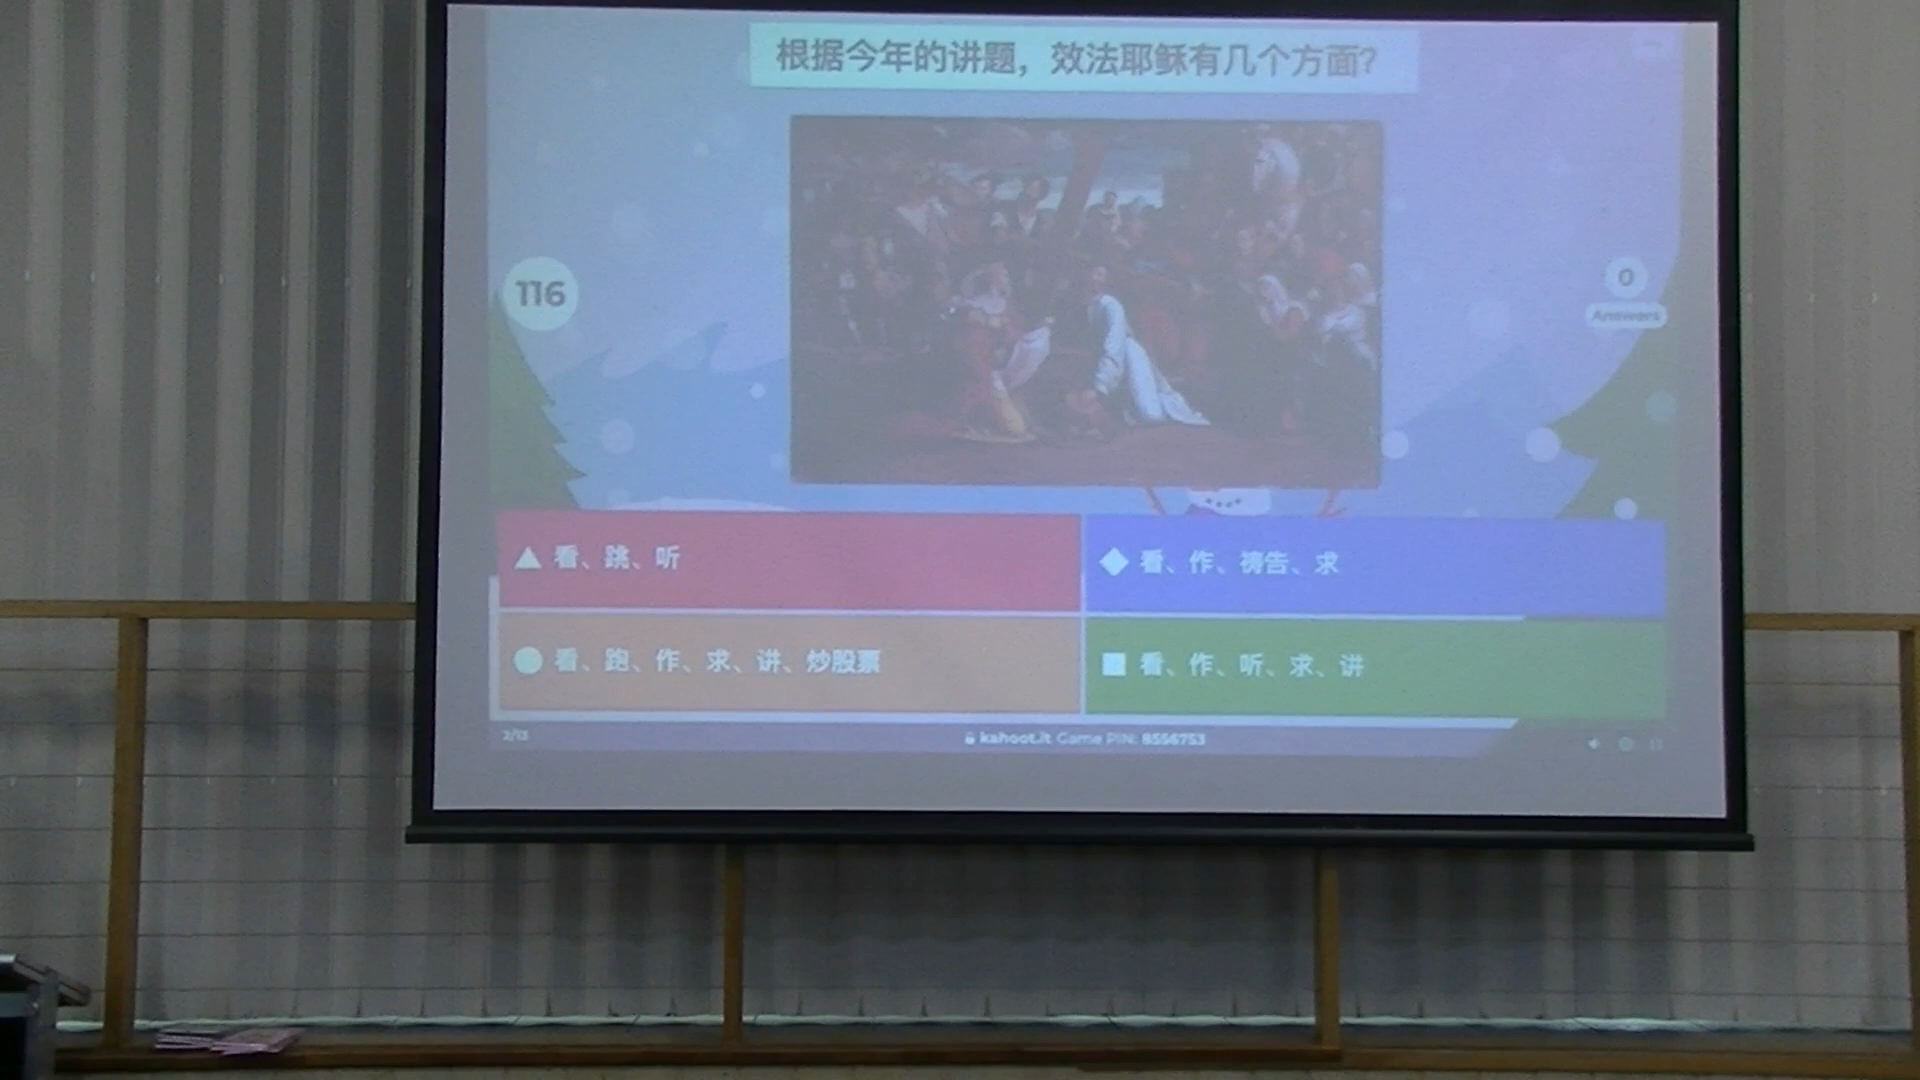 根据今年的讲题，效法耶稣有几个方面？
116
0
Answers
看、跳、听
看、作、祷告、求
看、跑、作、求、讲、炒股票
看、作、听、求、讲
2/13
kahoot.it Game PIN: 8556753